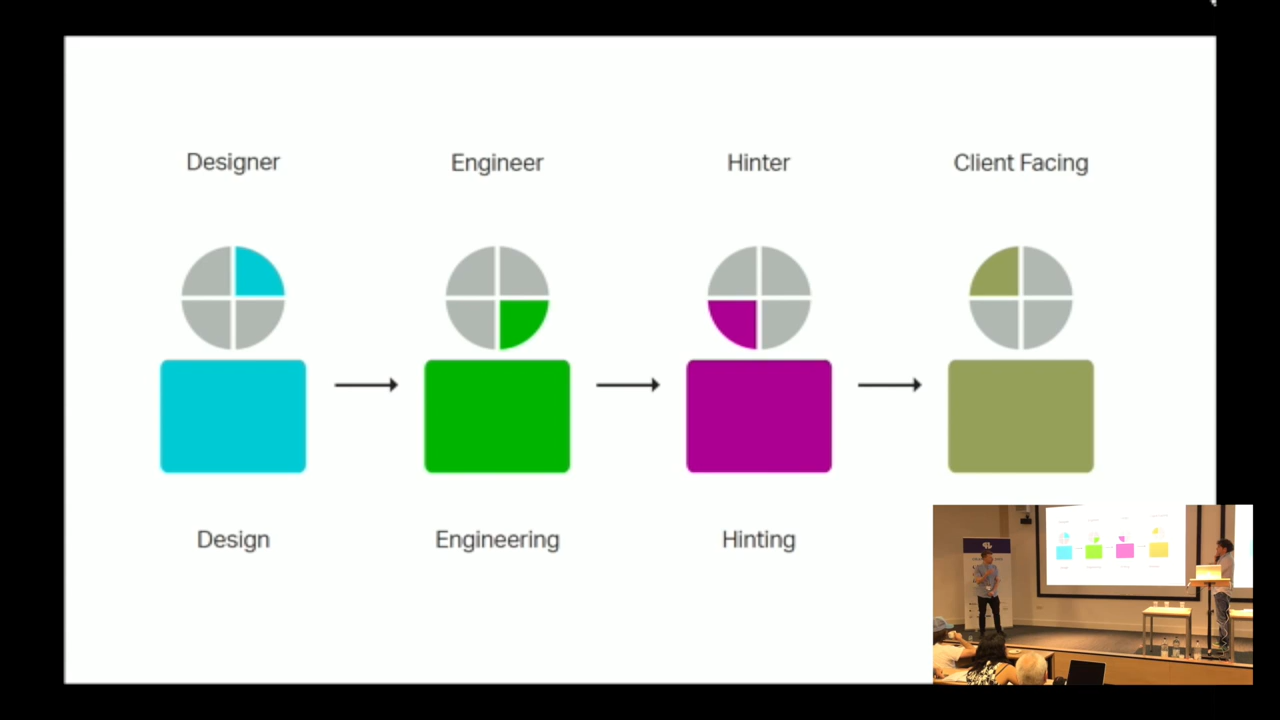 Designer
Engineer
Hinter
Client Facing
Design
Engineering
Hinting